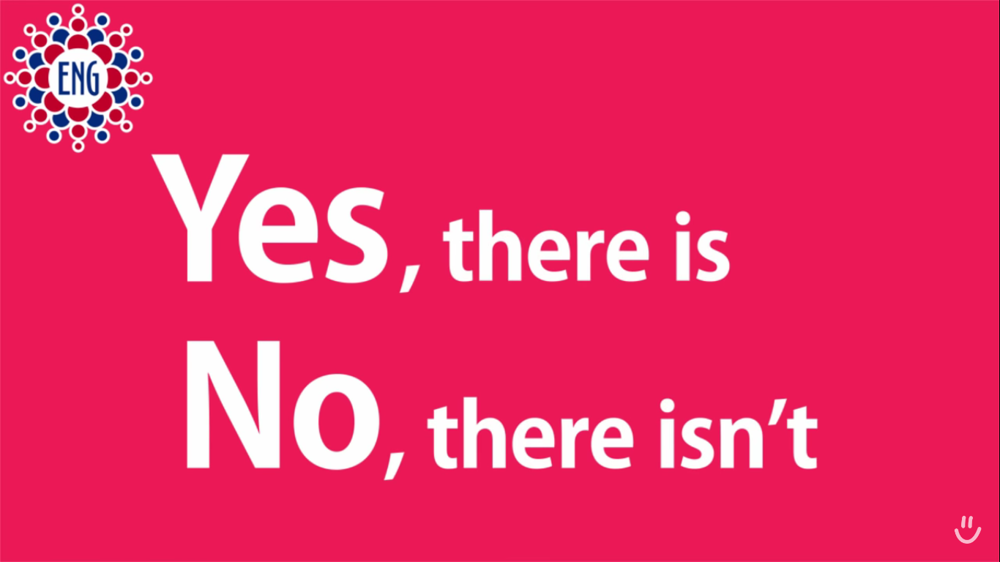 ENG
Yes, there is
No, there isn't